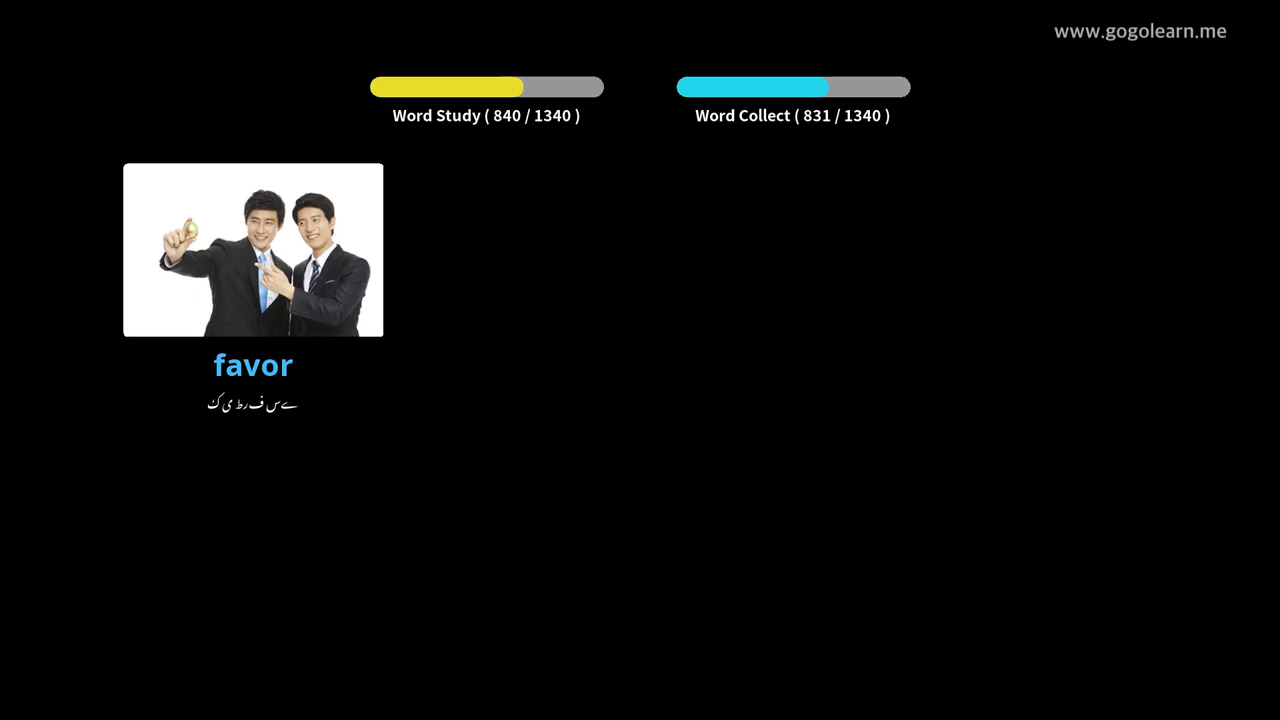 www.gogolearn.me
Word Study ( 840 / 1340 )
Word Collect ( 831 / 1340 )
favor
کی طرف سے